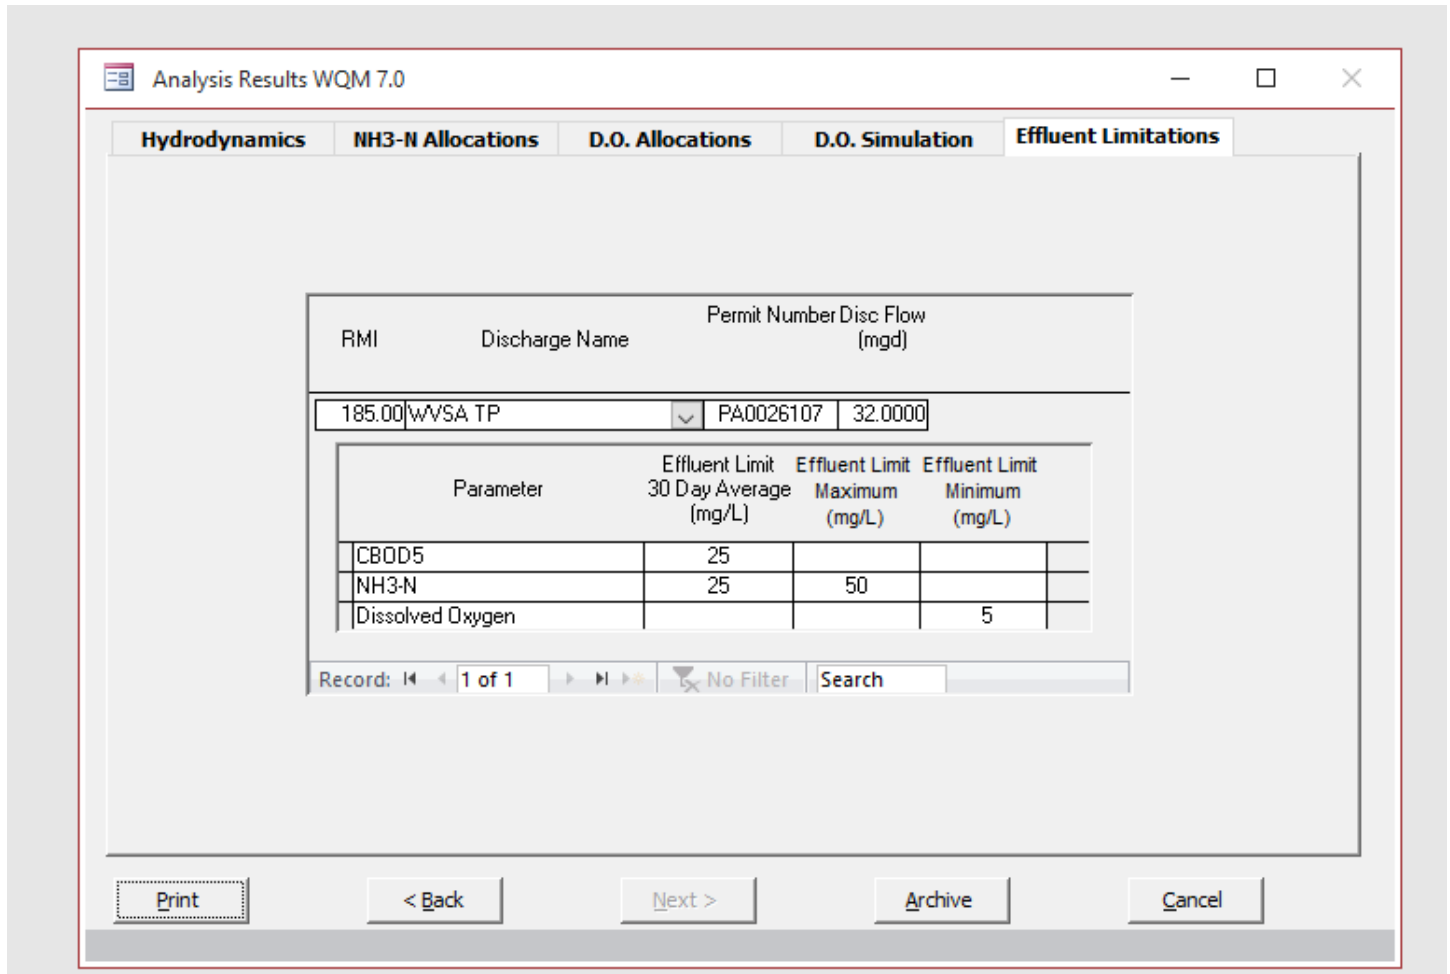 Analysis Results WQM 7.0
Hydrodynamics NH3-N Allocations D.O. Allocations D.O. Simulation Effluent Limitations
RMI Discharge Name Permit Number Disc Flow
(mgd)
185.00 WVSA TP PA0026107 32.0000
Parameter Effluent Limit
30 Day Average
(mg/L) Effluent Limit
Maximum
(mg/L) Effluent Limit
Minimum
(mg/L)
CBOD5 25
NH3-N 25 50
Dissolved Oxygen 5
Record: 1 of 1 No Filter Search
Print < Back Next > Archive Cancel